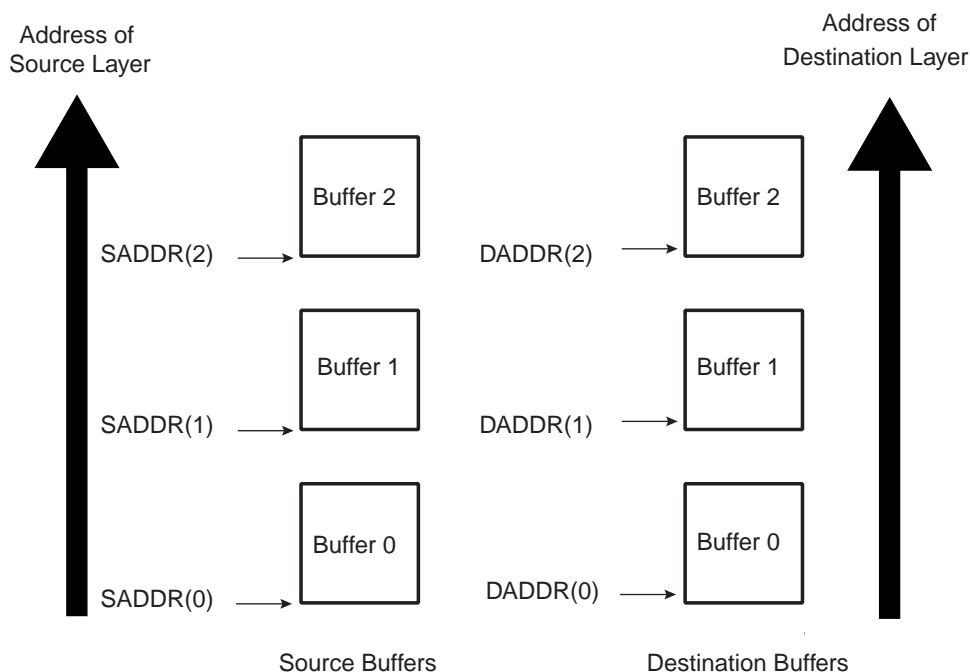 Address of
Source Layer
Address of
Destination Layer
Buffer 2
Buffer 2
SADDR(2)
DADDR(2)
Buffer 1
Buffer 1
SADDR(1)
DADDR(1)
Buffer 0
Buffer 0
SADDR(0)
DADDR(0)
Source Buffers
Destination Buffers